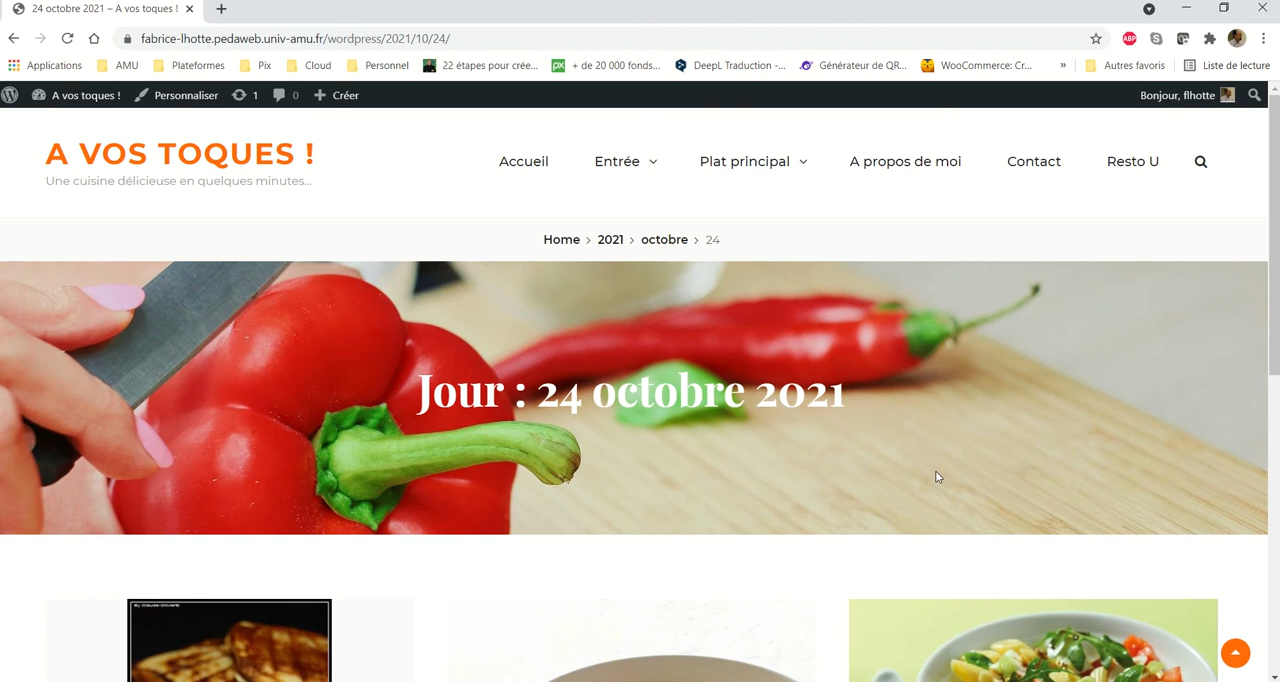 24 octobre 2021 – A vos toques !
fabrice-lhotte.pedaweb.univ-amu.fr/wordpress/2021/10/24/
Applications AMU Plateformes Pix Cloud Personnel 22 étapes pour crée... + de 20 000 fonds... DeepL Traduction -... Générateur de QR... WooCommerce: Cr... » Autres favoris Liste de lecture
A vos toques ! Personnaliser 1 0 Créer Bonjour, flhotte
A VOS TOQUES !
Une cuisine délicieuse en quelques minutes...
Accueil Entrée Plat principal A propos de moi Contact Resto U
Home > 2021 > octobre > 24
Jour : 24 octobre 2021